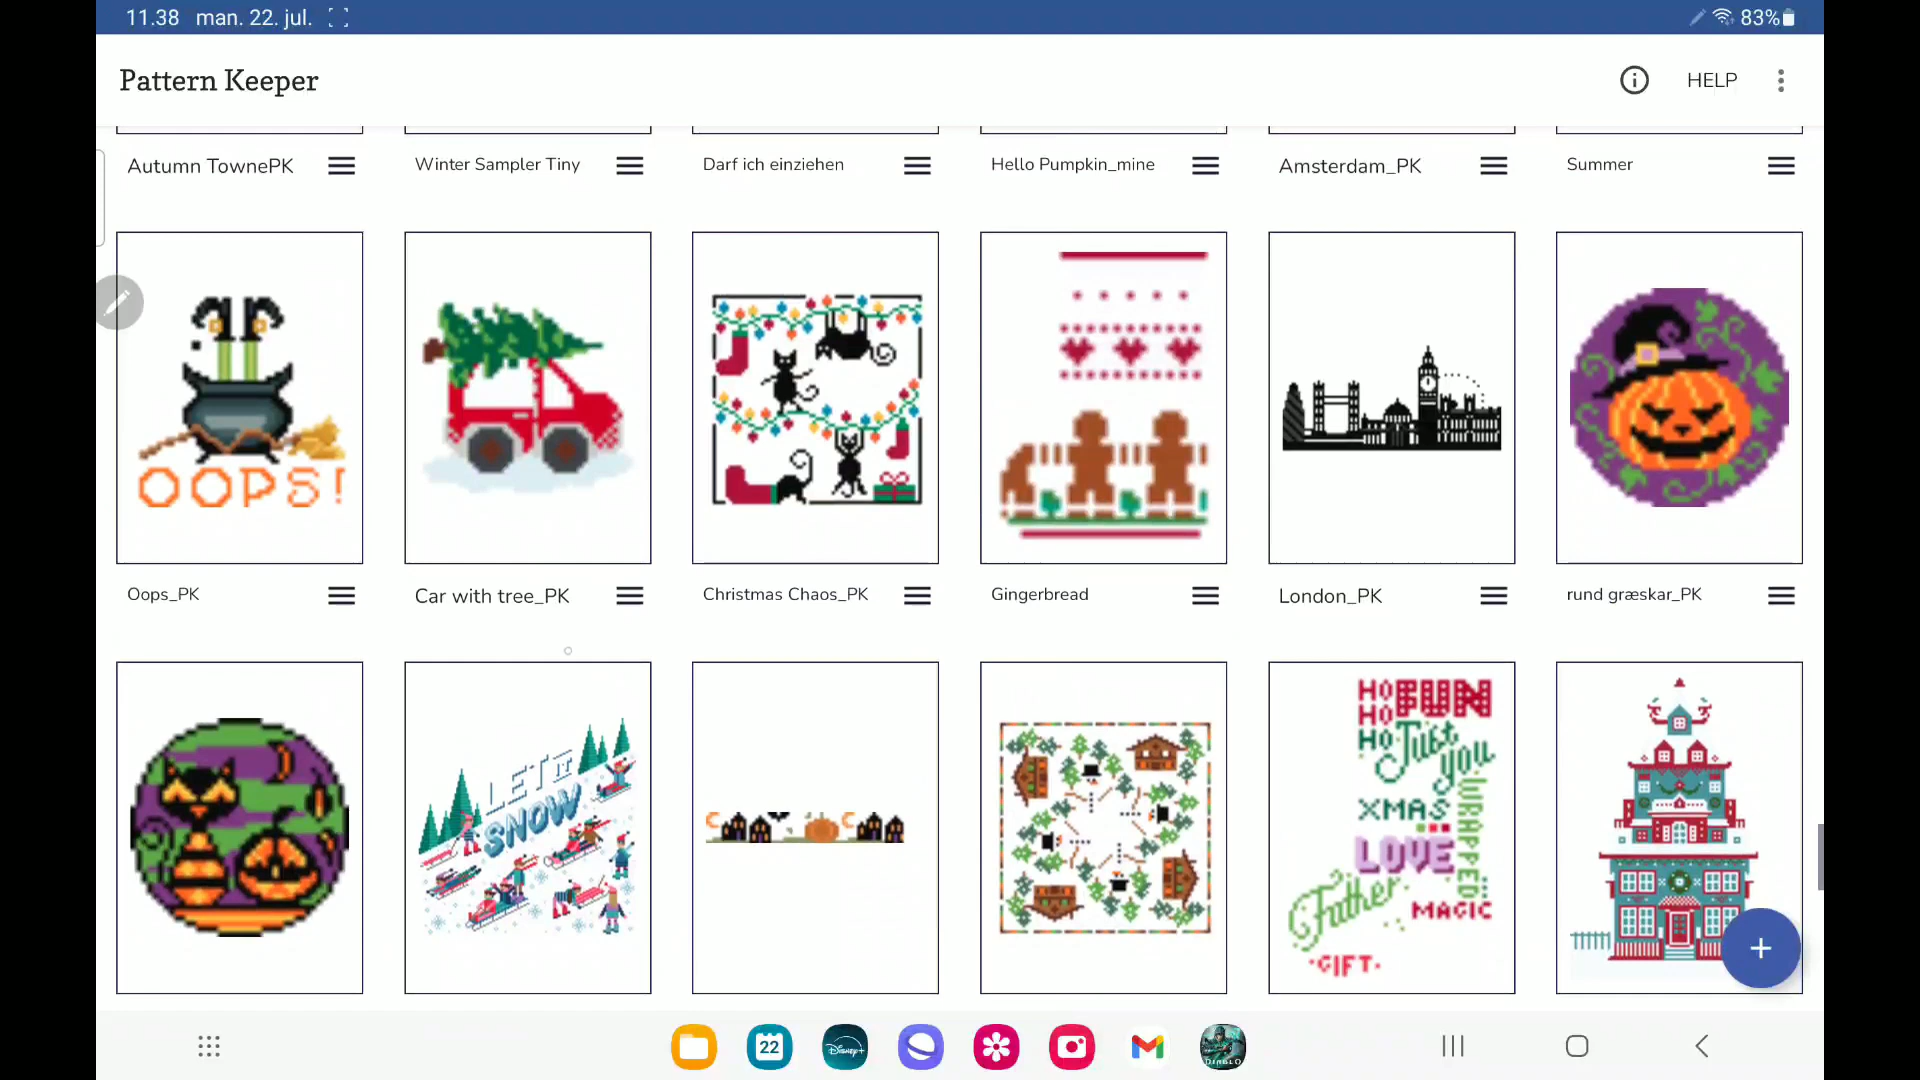 11.38 man. 22. jul. 83%
Pattern Keeper
HELP
Autumn TownePK
Winter Sampler Tiny
Darf ich einziehen
Hello Pumpkin_mine
Amsterdam_PK
Summer
OOPS!
Oops_PK
Car with tree_PK
Christmas Chaos_PK
Gingerbread
London_PK
rund græskar_PK
LET IT
SNOW
HO FUN
HO
HO Just
you
XMAS
WRAPPED
LOVE
Father
MAGIC
GIFT
+
22
Disney+
DIABLO